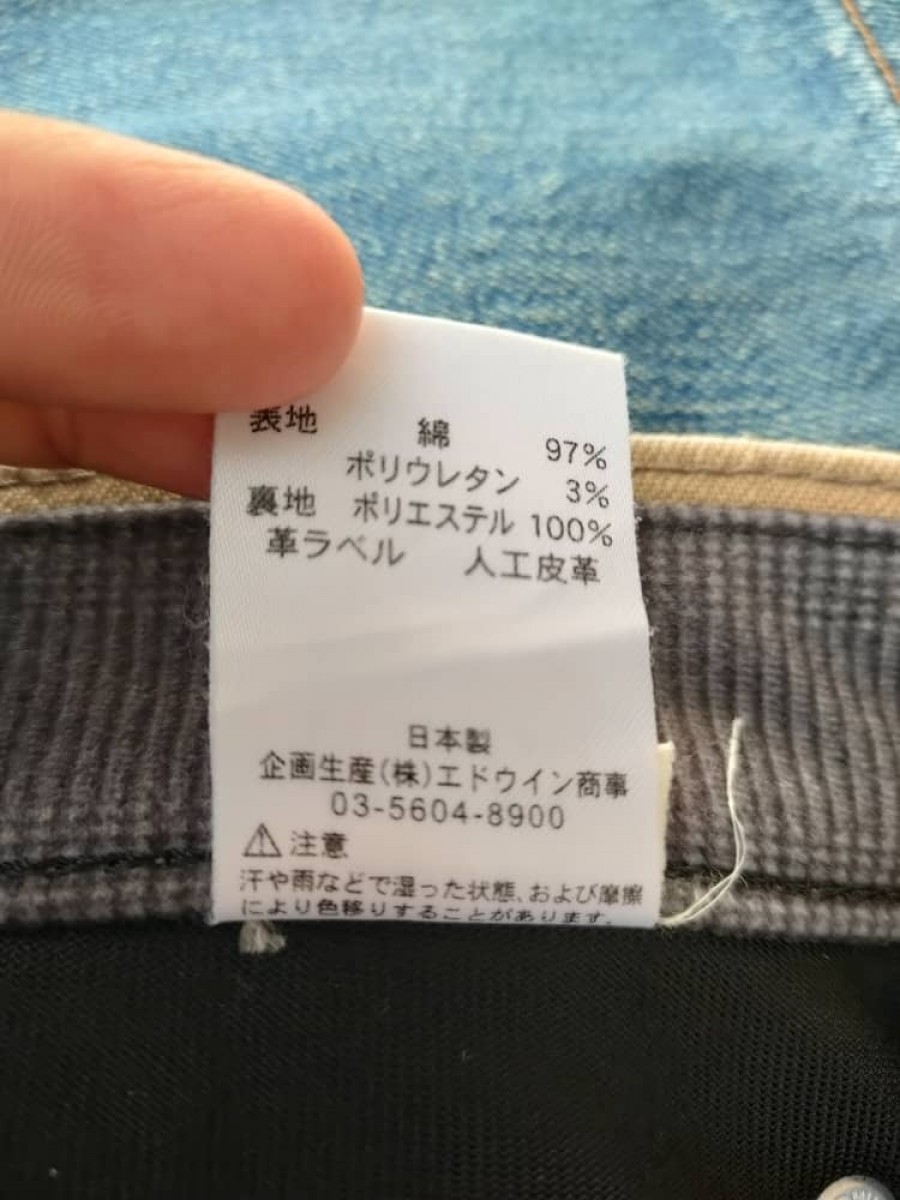 表地 綿 97%
ポリウレタン 3%
裏地 ポリエステル 100%
革ラベル 人工皮革
日本製
企画生産(株)エドウイン商事
03-5604-8900
⚠ 注意
汗や雨などで湿った状態、および摩擦
により色移りすることがあります。